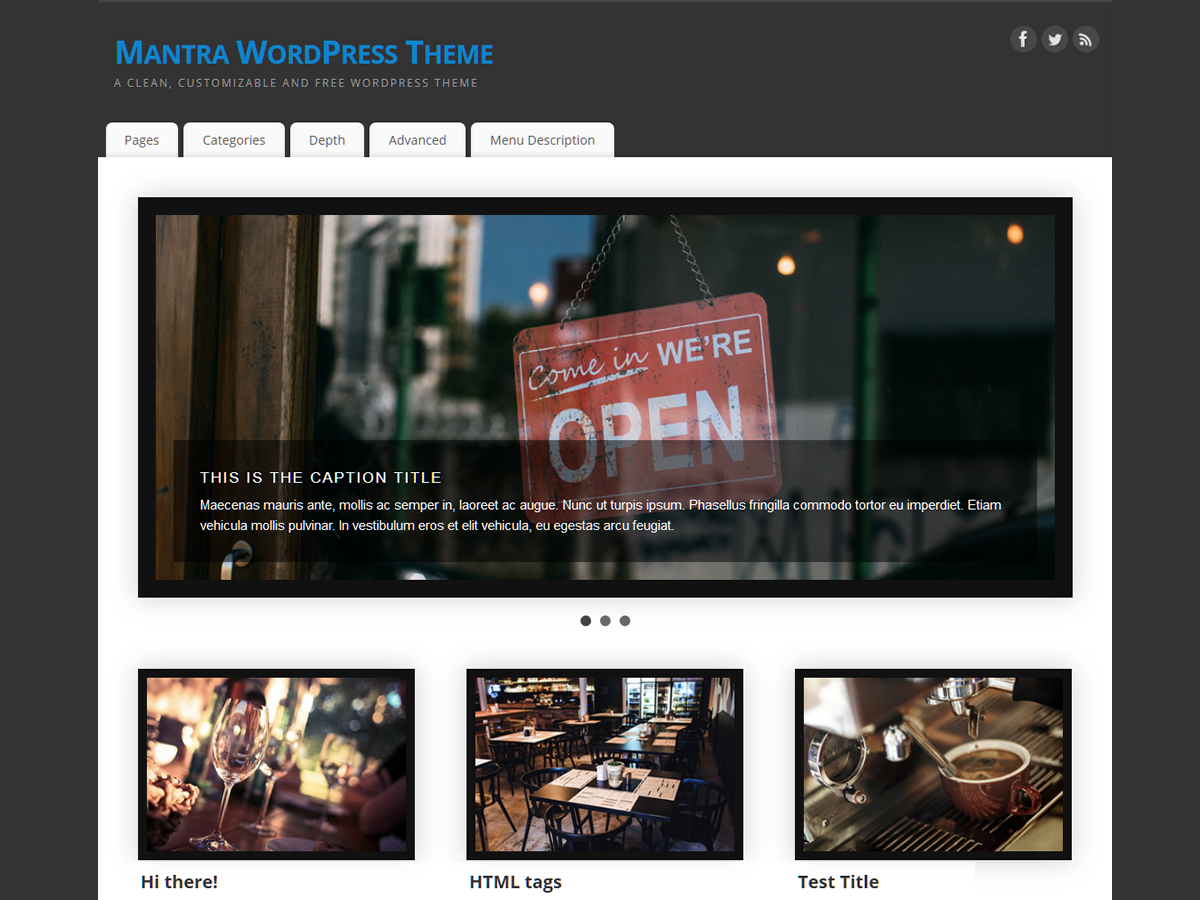 MANTRA WORDPRESS THEME
A CLEAN, CUSTOMIZABLE AND FREE WORDPRESS THEME
Pages Categories Depth Advanced Menu Description
Come in WE'RE
OPEN
THIS IS THE CAPTION TITLE
Maecenas mauris ante, mollis ac semper in, laoreet ac augue. Nunc ut turpis ipsum. Phasellus fringilla commodo tortor eu imperdiet. Etiam
vehicula mollis pulvinar. In vestibulum eros et elit vehicula, eu egestas arcu feugiat.
Hi there! HTML tags Test Title